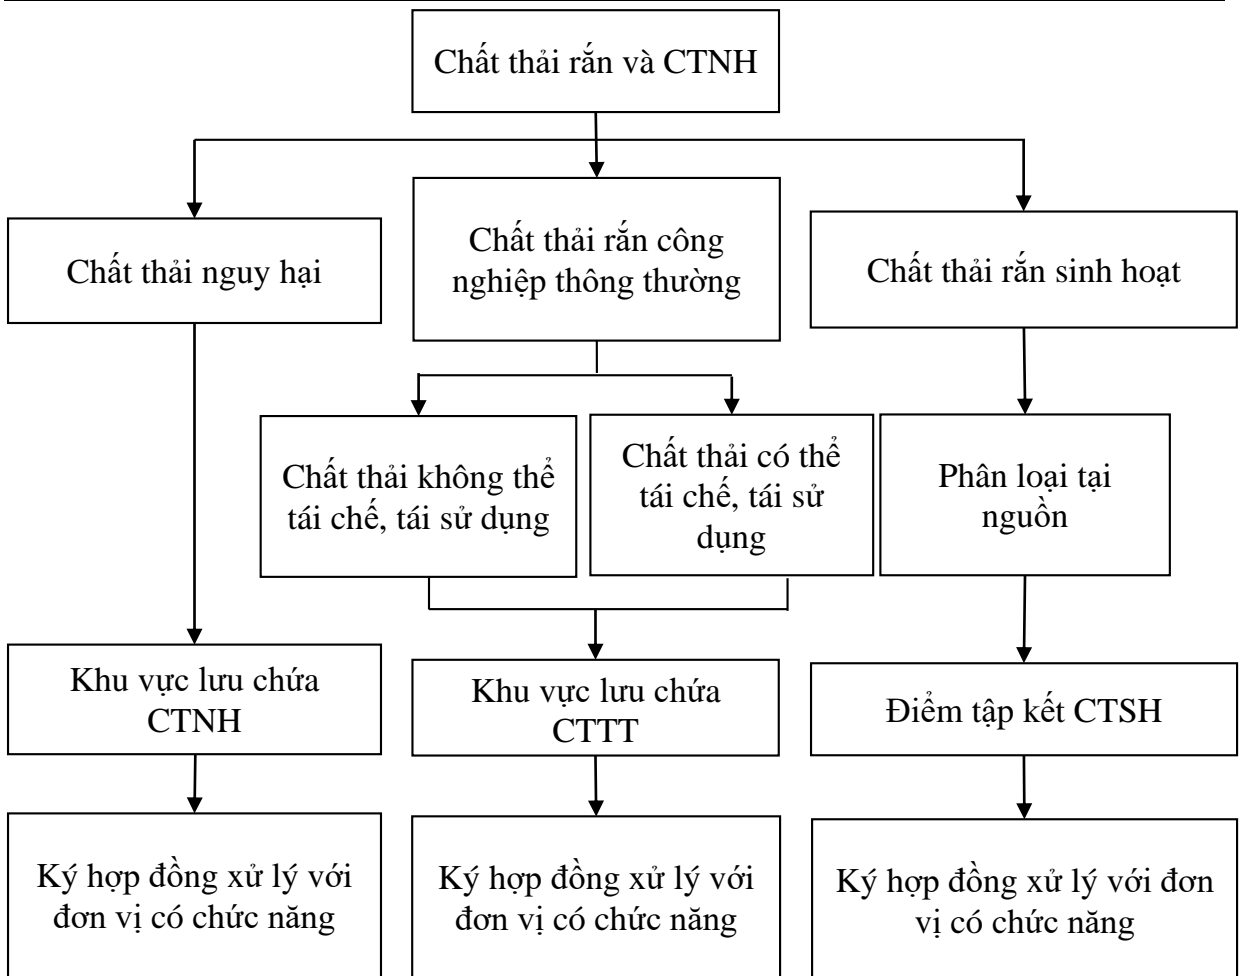 Chất thải rắn và CTNH
Chất thải nguy hại
Chất thải rắn công
nghiệp thông thường
Chất thải rắn sinh hoạt
Chất thải không thể
tái chế, tái sử dụng
Chất thải có thể
tái chế, tái sử
dụng
Phân loại tại
nguồn
Khu vực lưu chứa
CTNH
Khu vực lưu chứa
CTTT
Điểm tập kết CTSH
Ký hợp đồng xử lý với
đơn vị có chức năng
Ký hợp đồng xử lý với
đơn vị có chức năng
Ký hợp đồng xử lý với đơn
vị có chức năng